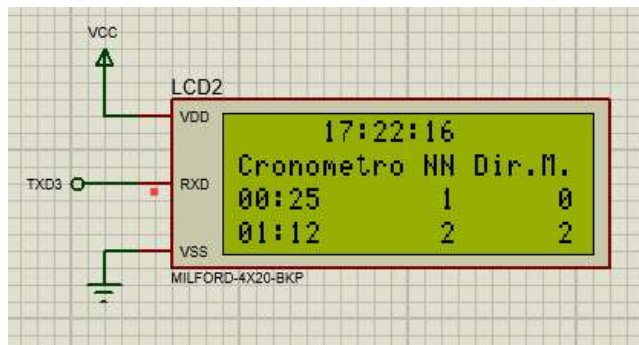 VCC
LCD2
VDD
17:22:16
Cronometro NN Dir.M.
TXD3
RXD
00:25 1 0
01:12 2 2
VSS
MILFORD-4X20-BKP